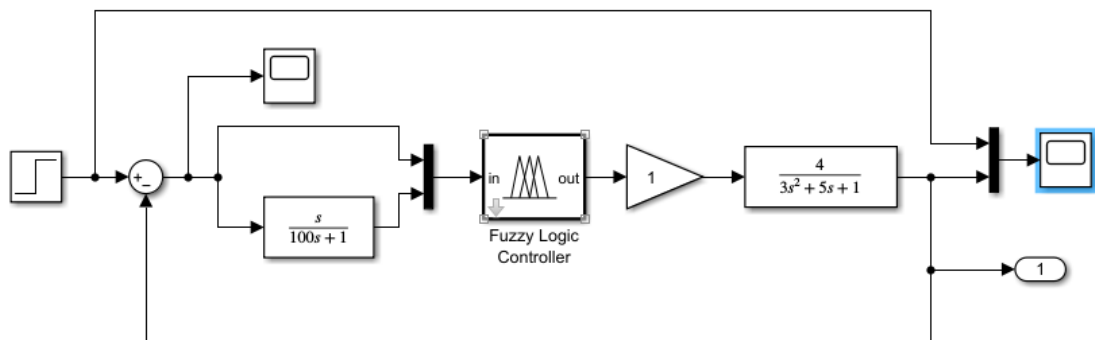 +
−
s
100s + 1
in
out
Fuzzy Logic
Controller
1
4
3s² + 5s + 1
1